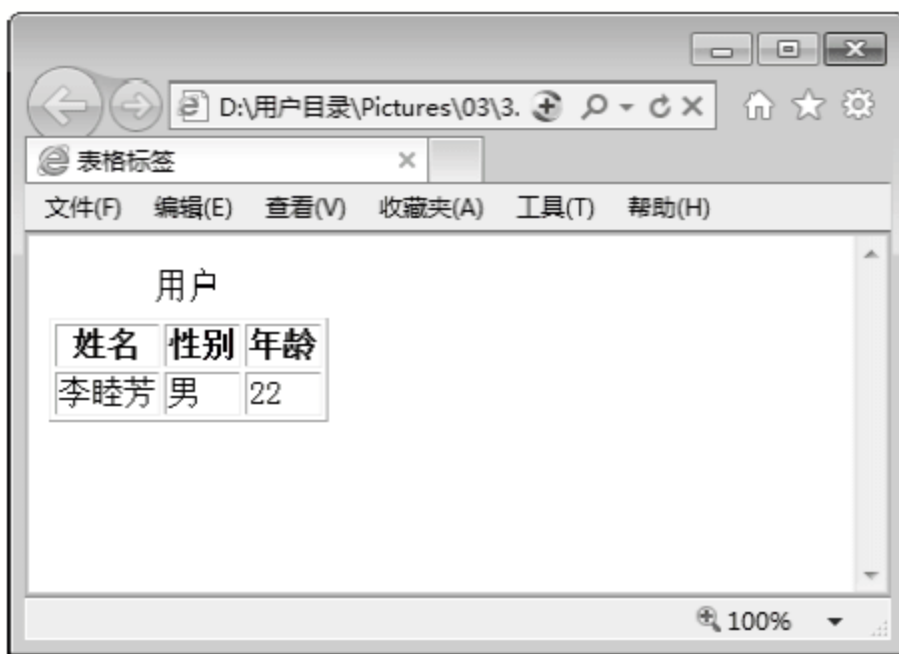 D:\用户目录\Pictures\03\3.
表格标签
文件(F) 编辑(E) 查看(V) 收藏夹(A) 工具(T) 帮助(H)
用户
姓名 性别 年龄
李睦芳 男 22
100%